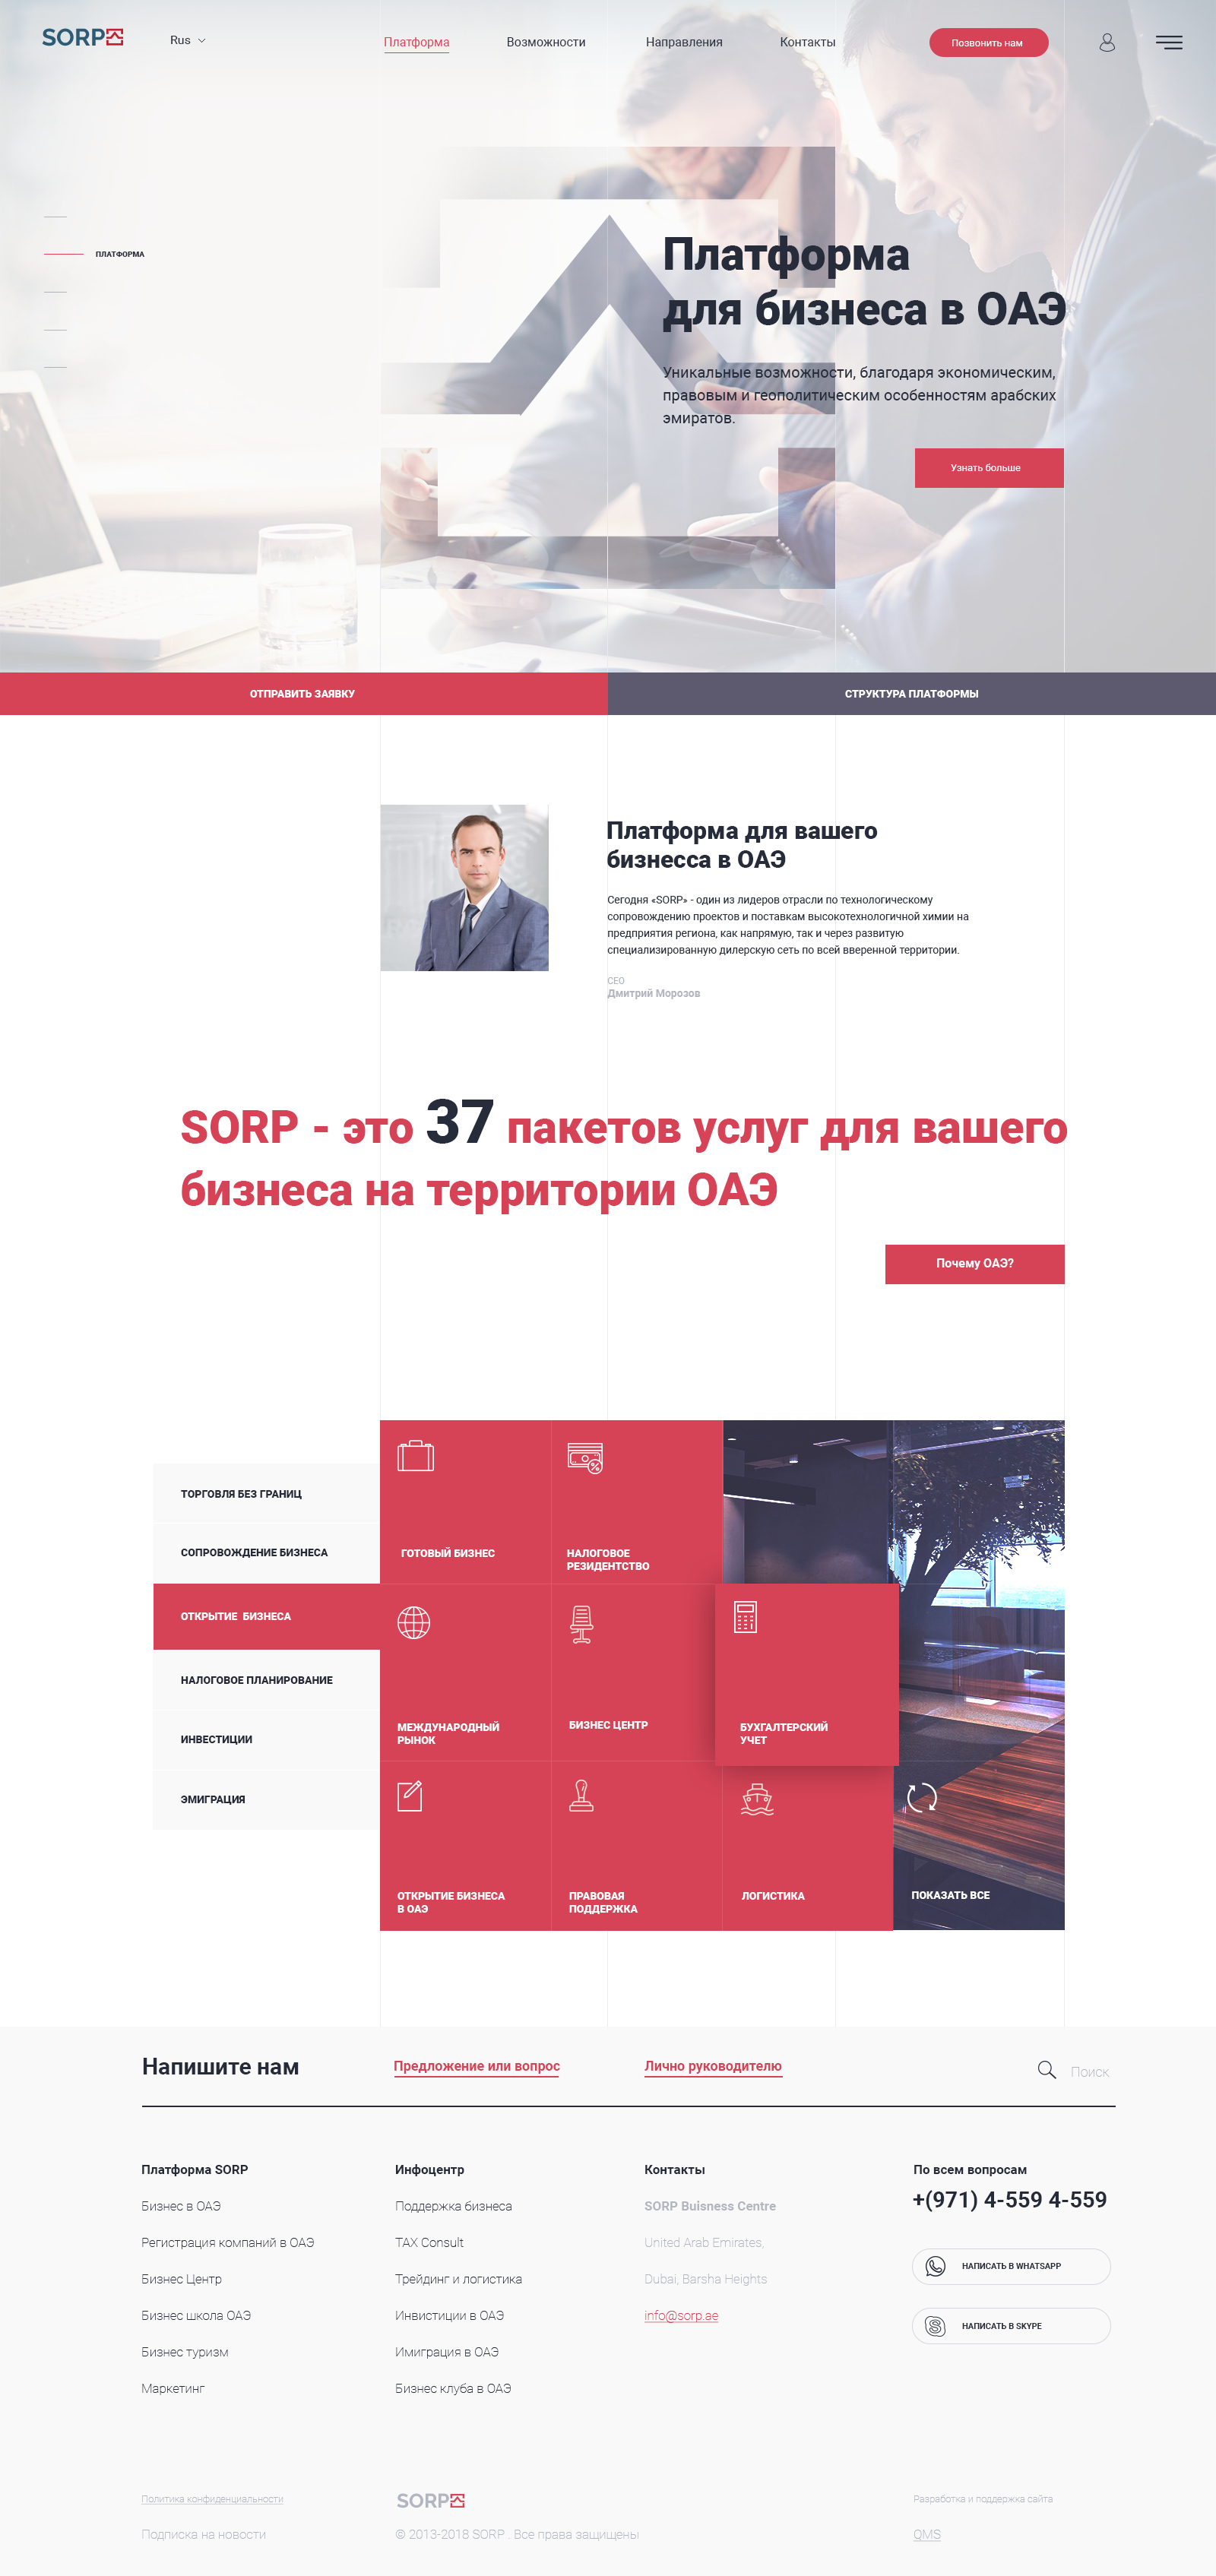 SORP
Rus
Платформа
Возможности
Направления
Контакты
Позвонить нам
ПЛАТФОРМА
Платформа
для бизнеса в ОАЭ
Уникальные возможности, благодаря экономическим,
правовым и геополитическим особенностям арабских
эмиратов.
Узнать больше
ОТПРАВИТЬ ЗАЯВКУ
СТРУКТУРА ПЛАТФОРМЫ
Платформа для вашего
бизнесса в ОАЭ
Сегодня «SORP» - один из лидеров отрасли по технологическому
сопровождению проектов и поставкам высокотехнологичной химии на
предприятия региона, как напрямую, так и через развитую
специализированную дилерскую сеть по всей вверенной территории.
CEO
Дмитрий Морозов
SORP - это 37 пакетов услуг для вашего
бизнеса на территории ОАЭ
Почему ОАЭ?
ТОРГОВЛЯ БЕЗ ГРАНИЦ
СОПРОВОЖДЕНИЕ БИЗНЕСА
ОТКРЫТИЕ БИЗНЕСА
НАЛОГОВОЕ ПЛАНИРОВАНИЕ
ИНВЕСТИЦИИ
ЭМИГРАЦИЯ
ГОТОВЫЙ БИЗНЕС
НАЛОГОВОЕ
РЕЗИДЕНТСТВО
МЕЖДУНАРОДНЫЙ
РЫНОК
БИЗНЕС ЦЕНТР
БУХГАЛТЕРСКИЙ
УЧЕТ
ОТКРЫТИЕ БИЗНЕСА
В ОАЭ
ПРАВОВАЯ
ПОДДЕРЖКА
ЛОГИСТИКА
ПОКАЗАТЬ ВСЕ
Напишите нам
Предложение или вопрос
Лично руководителю
Поиск
Платформа SORP
Бизнес в ОАЭ
Регистрация компаний в ОАЭ
Бизнес Центр
Бизнес школа ОАЭ
Бизнес туризм
Маркетинг
Инфоцентр
Поддержка бизнеса
TAX Consult
Трейдинг и логистика
Инвистиции в ОАЭ
Имиграция в ОАЭ
Бизнес клуба в ОАЭ
Контакты
SORP Buisness Centre
United Arab Emirates,
Dubai, Barsha Heights
info@sorp.ae
По всем вопросам
+(971) 4-559 4-559
НАПИСАТЬ В WHATSAPP
НАПИСАТЬ В SKYPE
Политика конфиденциальности
Подписка на новости
SORP
© 2013-2018 SORP . Все права защищены
Разработка и поддержка сайта
QMS